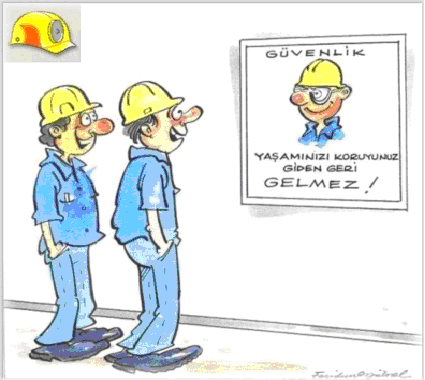 GÜVENLİK
YAŞAMINIZI KORUYUNUZ
GİDEN GERİ
GELMEZ!